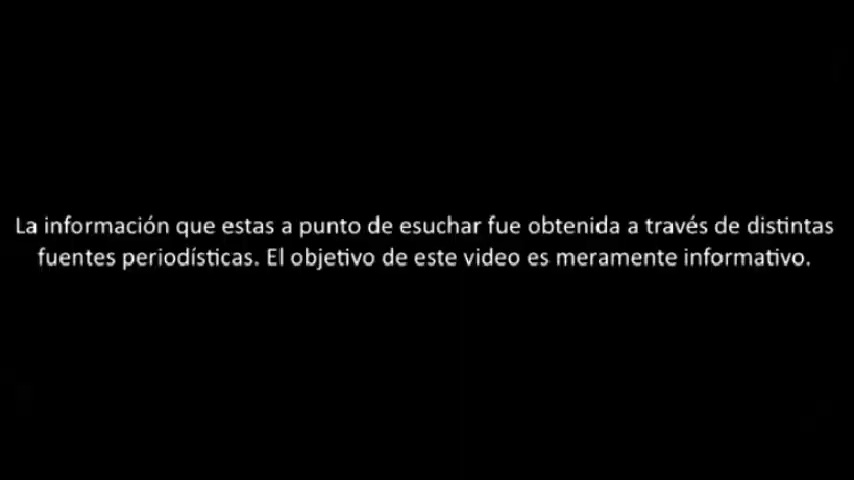 La información que estas a punto de esuchar fue obtenida a través de distintas
fuentes periodísticas. El objetivo de este video es meramente informativo.